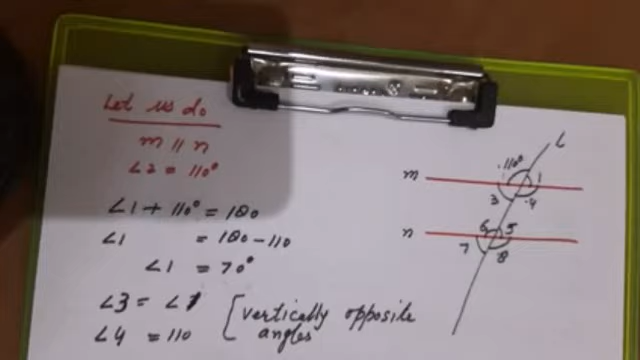 Let us do
m || n
∠2 = 110°
∠1 + 110° = 180
∠1 = 180 - 110
∠1 = 70°
∠3 = ∠1
∠4 = 110
[vertically opposite
angles
l
110°
1
m
3
4
6
5
n
7
8